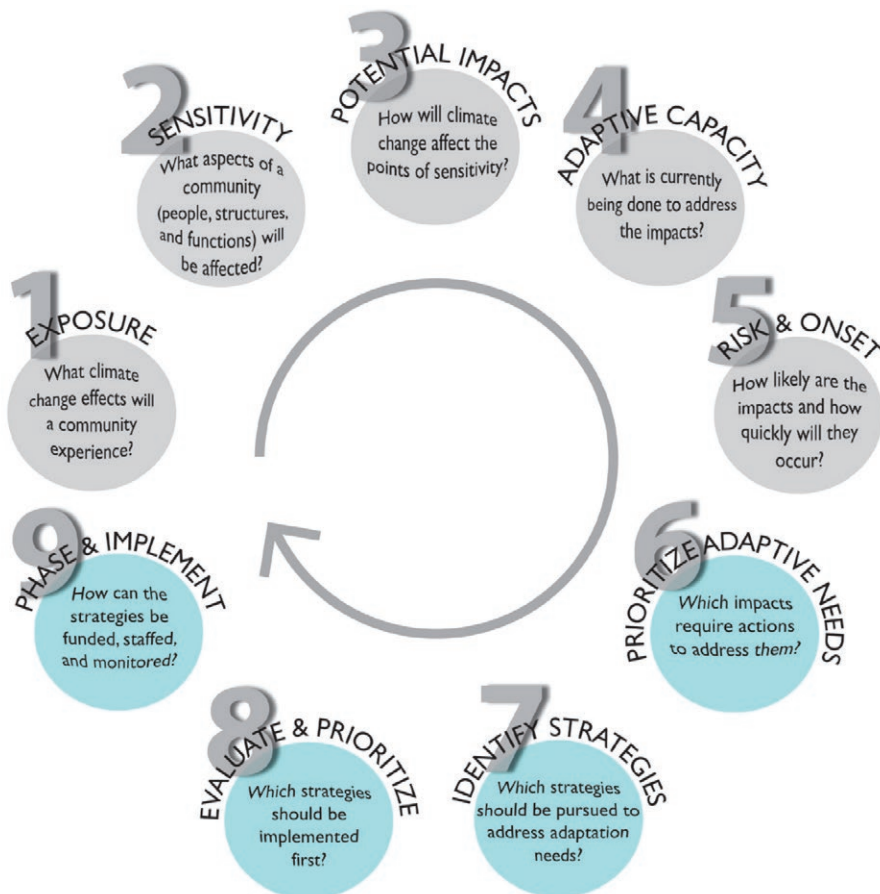 1
EXPOSURE
What climate
change effects will
a community
experience?
2
SENSITIVITY
What aspects of a
community
(people, structures,
and functions) will
be affected?
3
POTENTIAL IMPACTS
How will climate
change affect the
points of sensitivity?
4
ADAPTIVE CAPACITY
What is currently
being done to address
the impacts?
5
RISK & ONSET
How likely are the
impacts and how
quickly will they
occur?
6
PRIORITIZE ADAPTIVE NEEDS
Which impacts
require actions
to address them?
7
IDENTIFY STRATEGIES
Which strategies
should be pursued to
address adaptation
needs?
8
EVALUATE & PRIORITIZE
Which strategies
should be
implemented
first?
9
PHASE & IMPLEMENT
How can the
strategies be
funded, staffed,
and monitored?